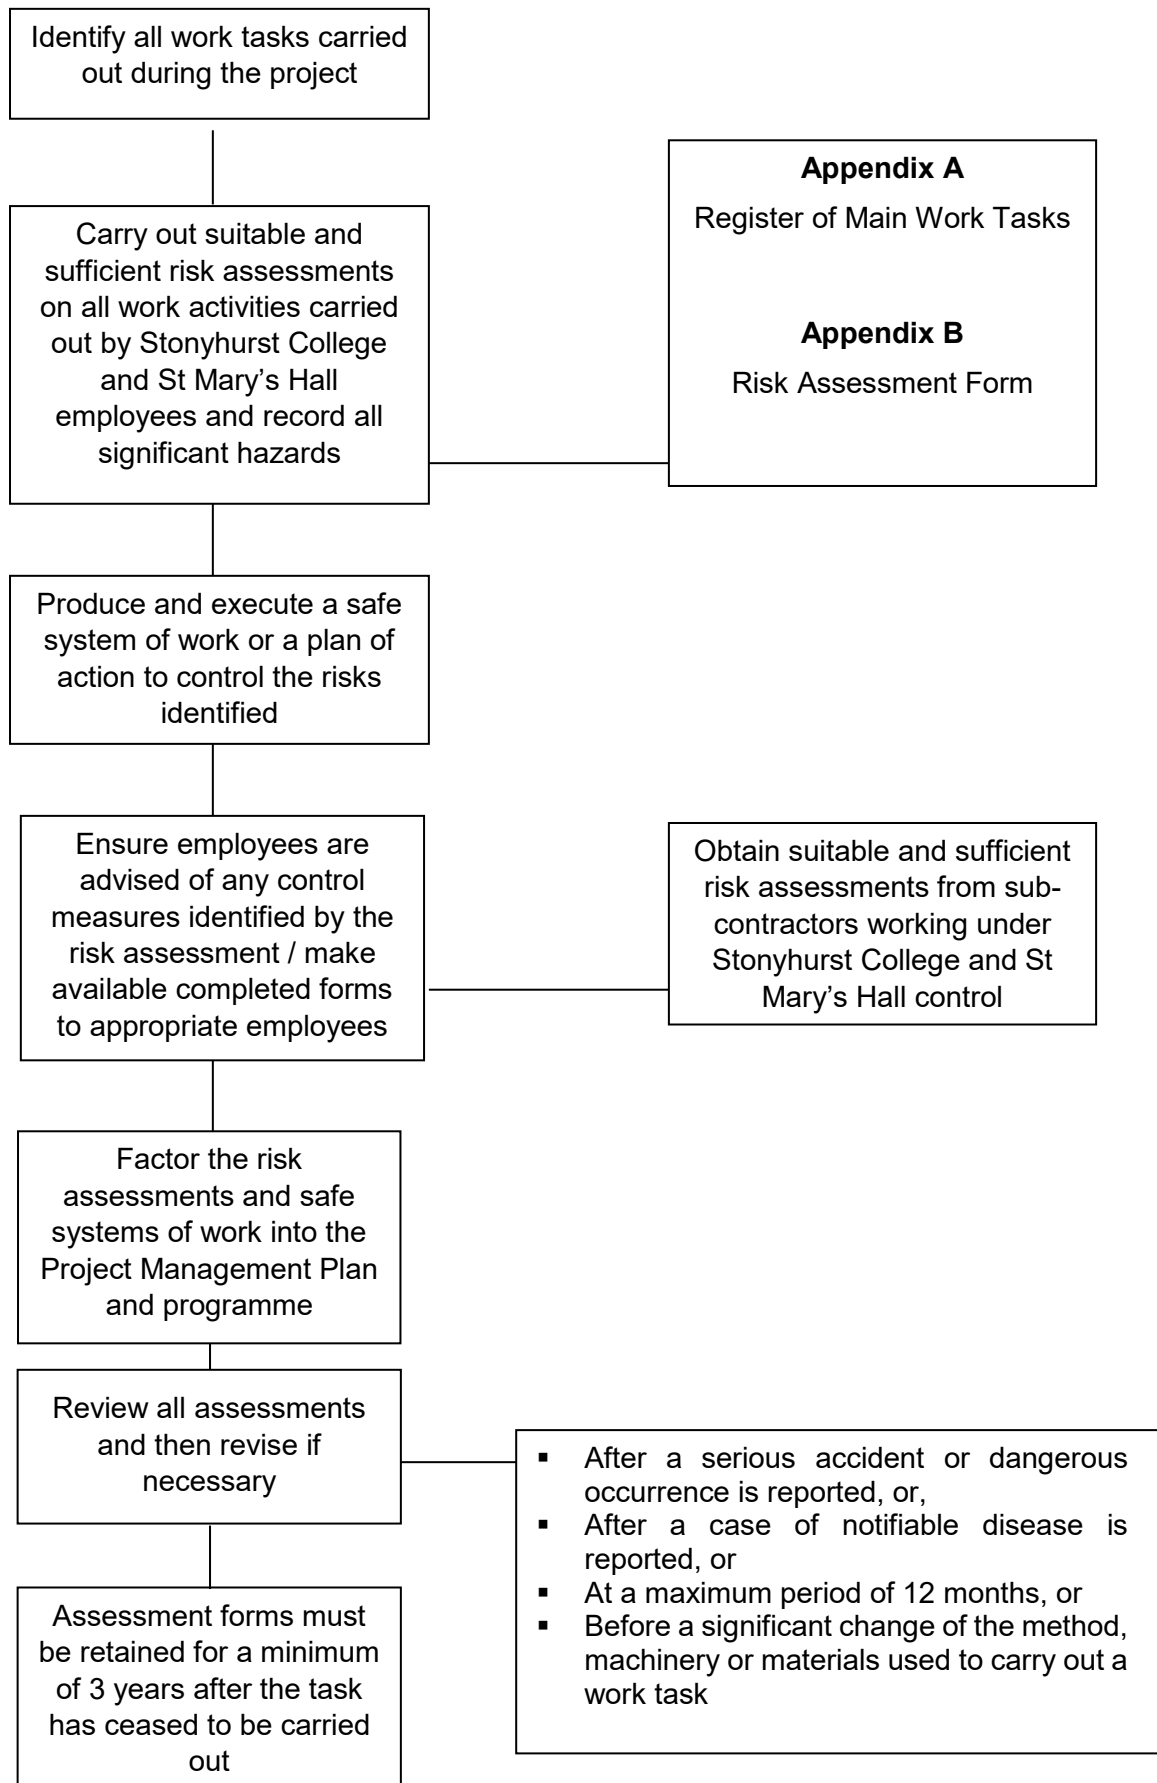 Identify all work tasks carried
out during the project
Appendix A
Register of Main Work Tasks
Appendix B
Risk Assessment Form
Carry out suitable and
sufficient risk assessments
on all work activities carried
out by Stonyhurst College
and St Mary’s Hall
employees and record all
significant hazards
Produce and execute a safe
system of work or a plan of
action to control the risks
identified
Ensure employees are
advised of any control
measures identified by the
risk assessment / make
available completed forms
to appropriate employees
Obtain suitable and sufficient
risk assessments from sub-
contractors working under
Stonyhurst College and St
Mary’s Hall control
Factor the risk
assessments and safe
systems of work into the
Project Management Plan
and programme
Review all assessments
and then revise if
necessary
▪ After a serious accident or dangerous
occurrence is reported, or,
▪ After a case of notifiable disease is
reported, or
▪ At a maximum period of 12 months, or
▪ Before a significant change of the method,
machinery or materials used to carry out a
work task
Assessment forms must
be retained for a minimum
of 3 years after the task
has ceased to be carried
out